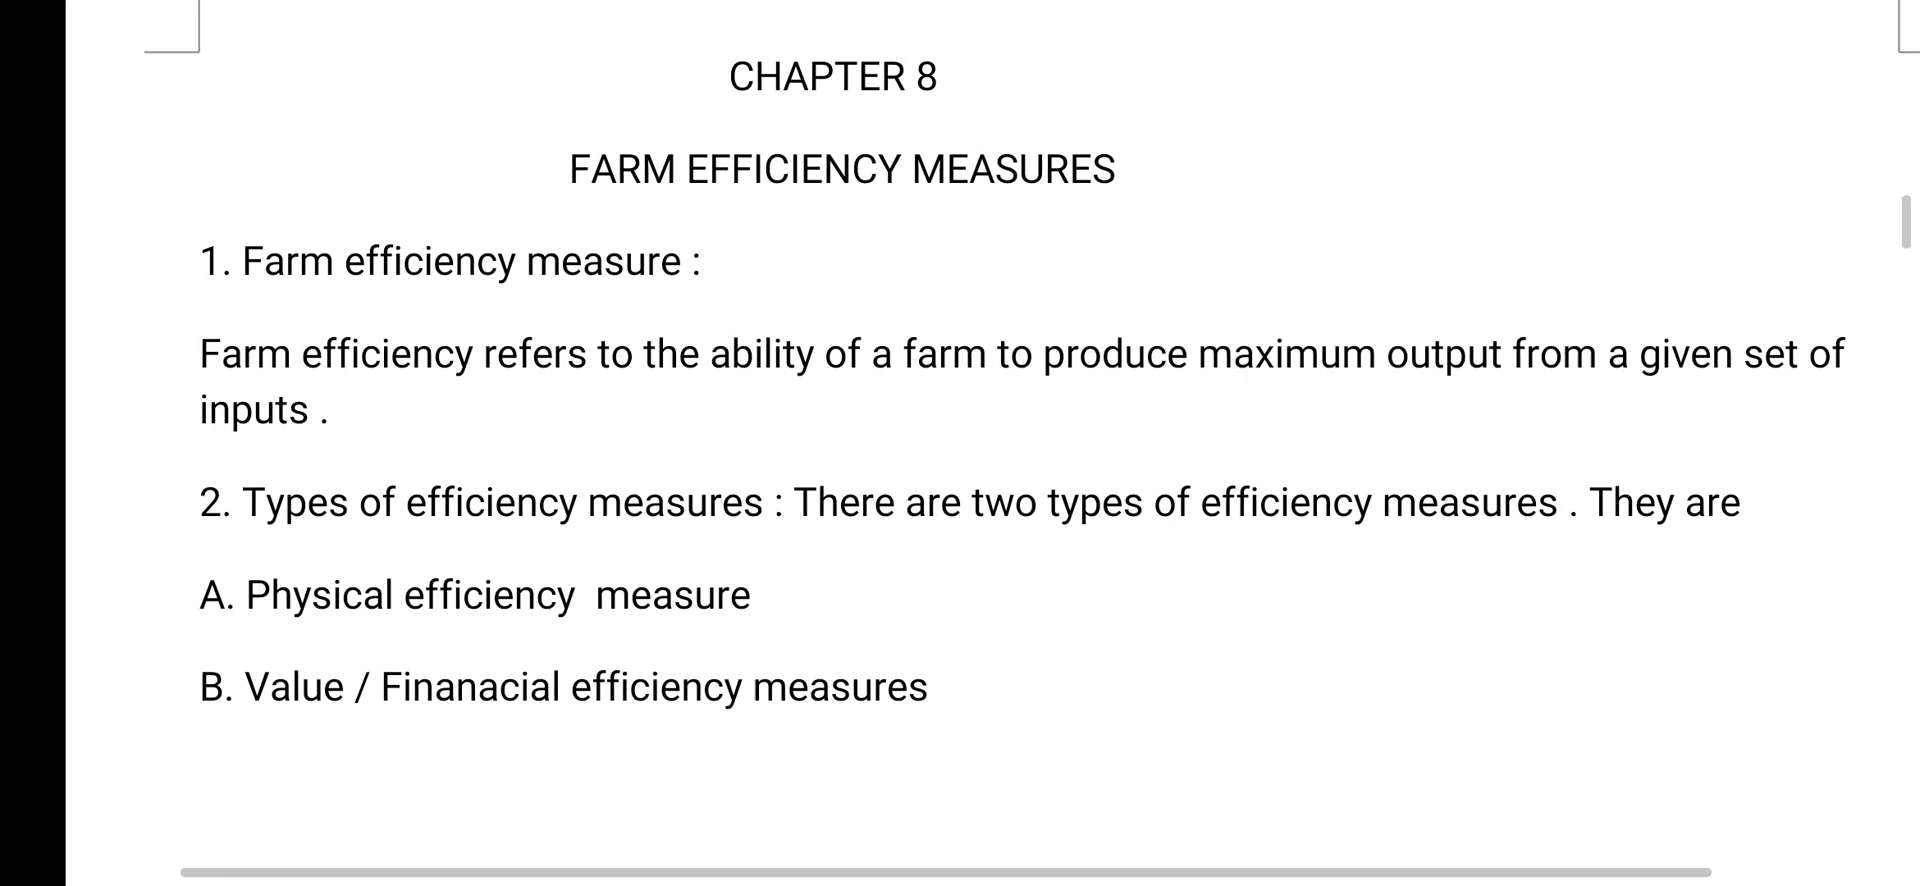 CHAPTER 8
FARM EFFICIENCY MEASURES
1. Farm efficiency measure :
Farm efficiency refers to the ability of a farm to produce maximum output from a given set of
inputs .
2. Types of efficiency measures : There are two types of efficiency measures . They are
A. Physical efficiency  measure
B. Value / Finanacial efficiency measures